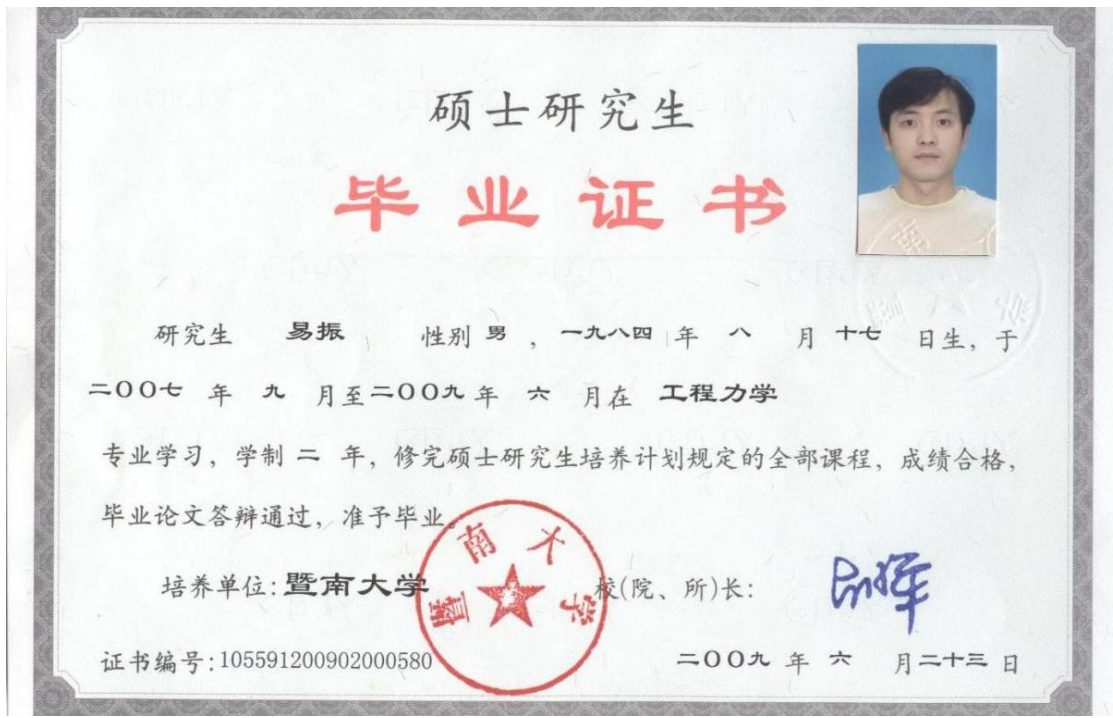 硕士研究生
毕业证书
研究生 易振 性别 男 , 一九八四 年 八 月 十七 日生, 于
二〇〇七 年 九 月至 二〇〇九 年 六 月在 工程力学
专业学习, 学制 二 年, 修完硕士研究生培养计划规定的全部课程, 成绩合格,
毕业论文答辩通过, 准予毕业。
培养单位: 暨南大学 校(院、所)长:
暨南大学
证书编号: 105591200902000580 二〇〇九 年 六 月 二十三 日